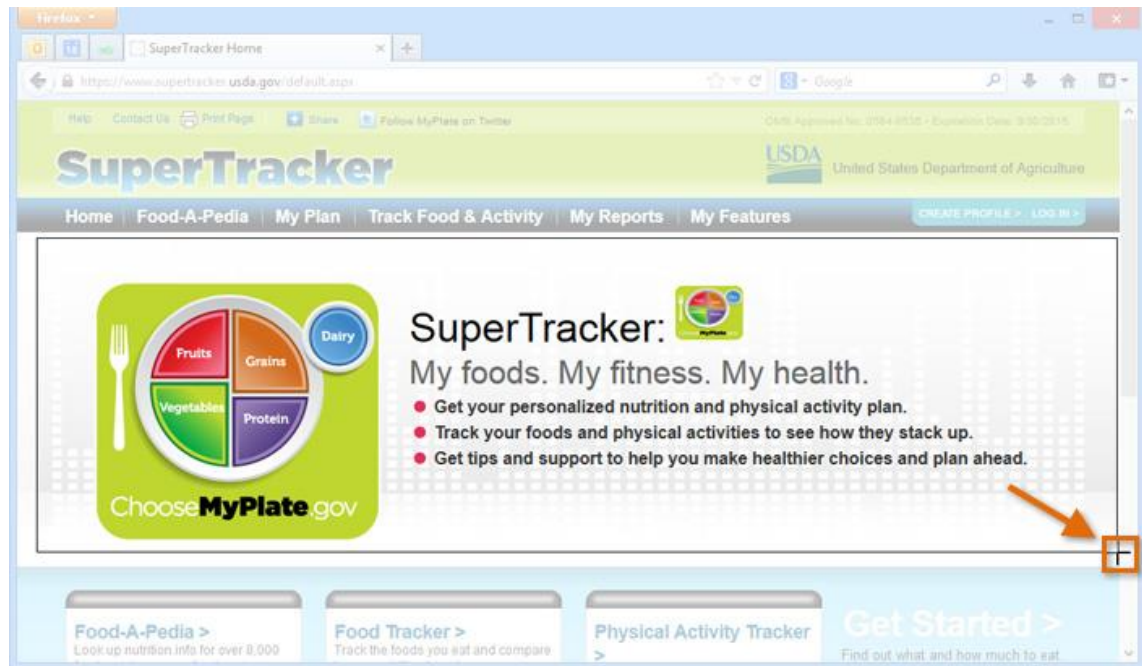 Firefox
SuperTracker Home
https://www.supertracker.usda.gov/default.aspx
Google
Help Contact Us Print Page Share Follow MyPlate on Twitter
SuperTracker
USDA United States Department of Agriculture
Home Food-A-Pedia My Plan Track Food & Activity My Reports My Features CREATE PROFILE > LOG IN >
Fruits
Grains
Dairy
Vegetables
Protein
ChooseMyPlate.gov
SuperTracker:
My foods. My fitness. My health.
Get your personalized nutrition and physical activity plan.
Track your foods and physical activities to see how they stack up.
Get tips and support to help you make healthier choices and plan ahead.
Food-A-Pedia >
Look up nutrition info for over 8,000
Food Tracker >
Track the foods you eat and compare
Physical Activity Tracker
>
Get Started >
Find out what and how much to eat